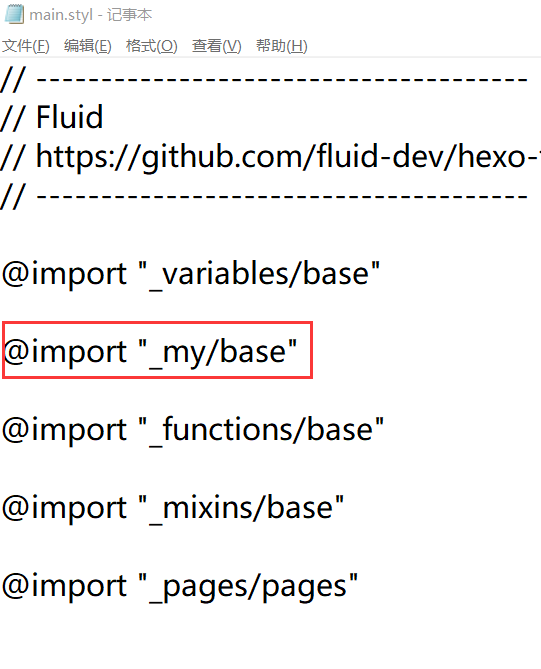 main.styl - 记事本
文件(F) 编辑(E) 格式(O) 查看(V) 帮助(H)
// --------------------------------------
// Fluid
// https://github.com/fluid-dev/hexo-
// --------------------------------------
@import "_variables/base"
@import "_my/base"
@import "_functions/base"
@import "_mixins/base"
@import "_pages/pages"